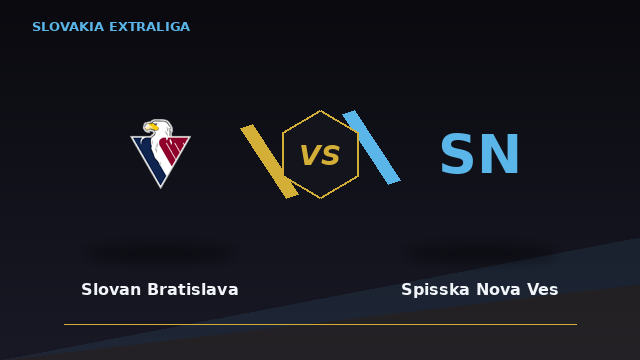 SLOVAKIA EXTRALIGA
VS
SN
Slovan Bratislava
Spisska Nova Ves